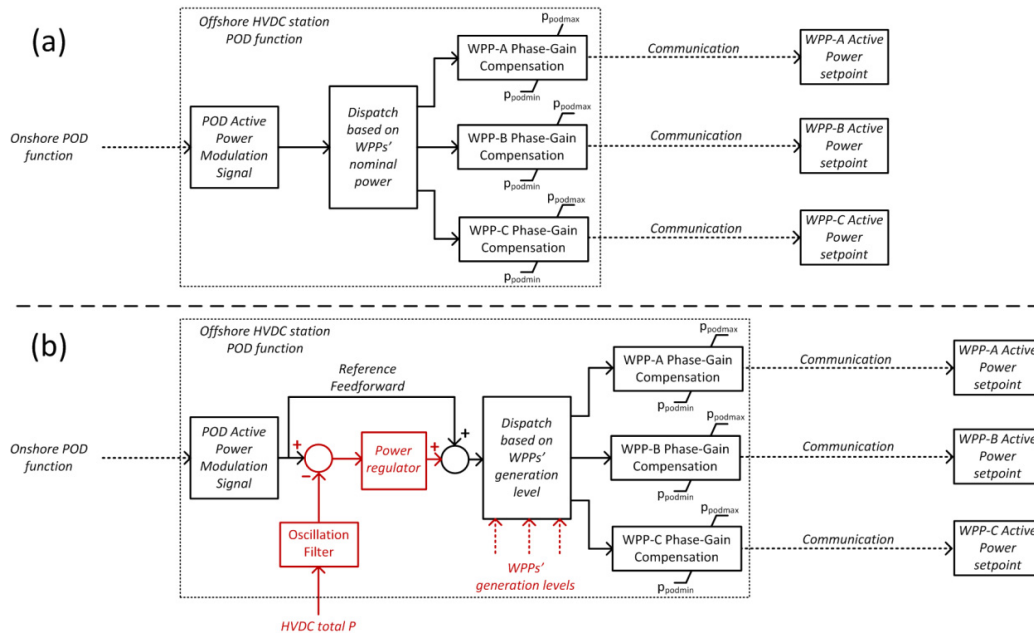 (a)
Offshore HVDC station
POD function
Onshore POD
function
POD Active
Power
Modulation
Signal
Dispatch
based on
WPPs'
nominal
power
p_podmax
WPP-A Phase-Gain
Compensation
p_podmin
Communication
WPP-A Active
Power
setpoint
p_podmax
WPP-B Phase-Gain
Compensation
p_podmin
Communication
WPP-B Active
Power
setpoint
p_podmax
WPP-C Phase-Gain
Compensation
p_podmin
Communication
WPP-C Active
Power
setpoint
(b)
Offshore HVDC station
POD function
Reference
Feedforward
Onshore POD
function
POD Active
Power
Modulation
Signal
+
−
Oscillation
Filter
HVDC total P
Power
regulator
+
+
Dispatch
based on
WPPs'
generation
level
WPPs'
generation levels
p_podmax
WPP-A Phase-Gain
Compensation
p_podmin
Communication
WPP-A Active
Power
setpoint
p_podmax
WPP-B Phase-Gain
Compensation
p_podmin
Communication
WPP-B Active
Power
setpoint
p_podmax
WPP-C Phase-Gain
Compensation
p_podmin
Communication
WPP-C Active
Power
setpoint